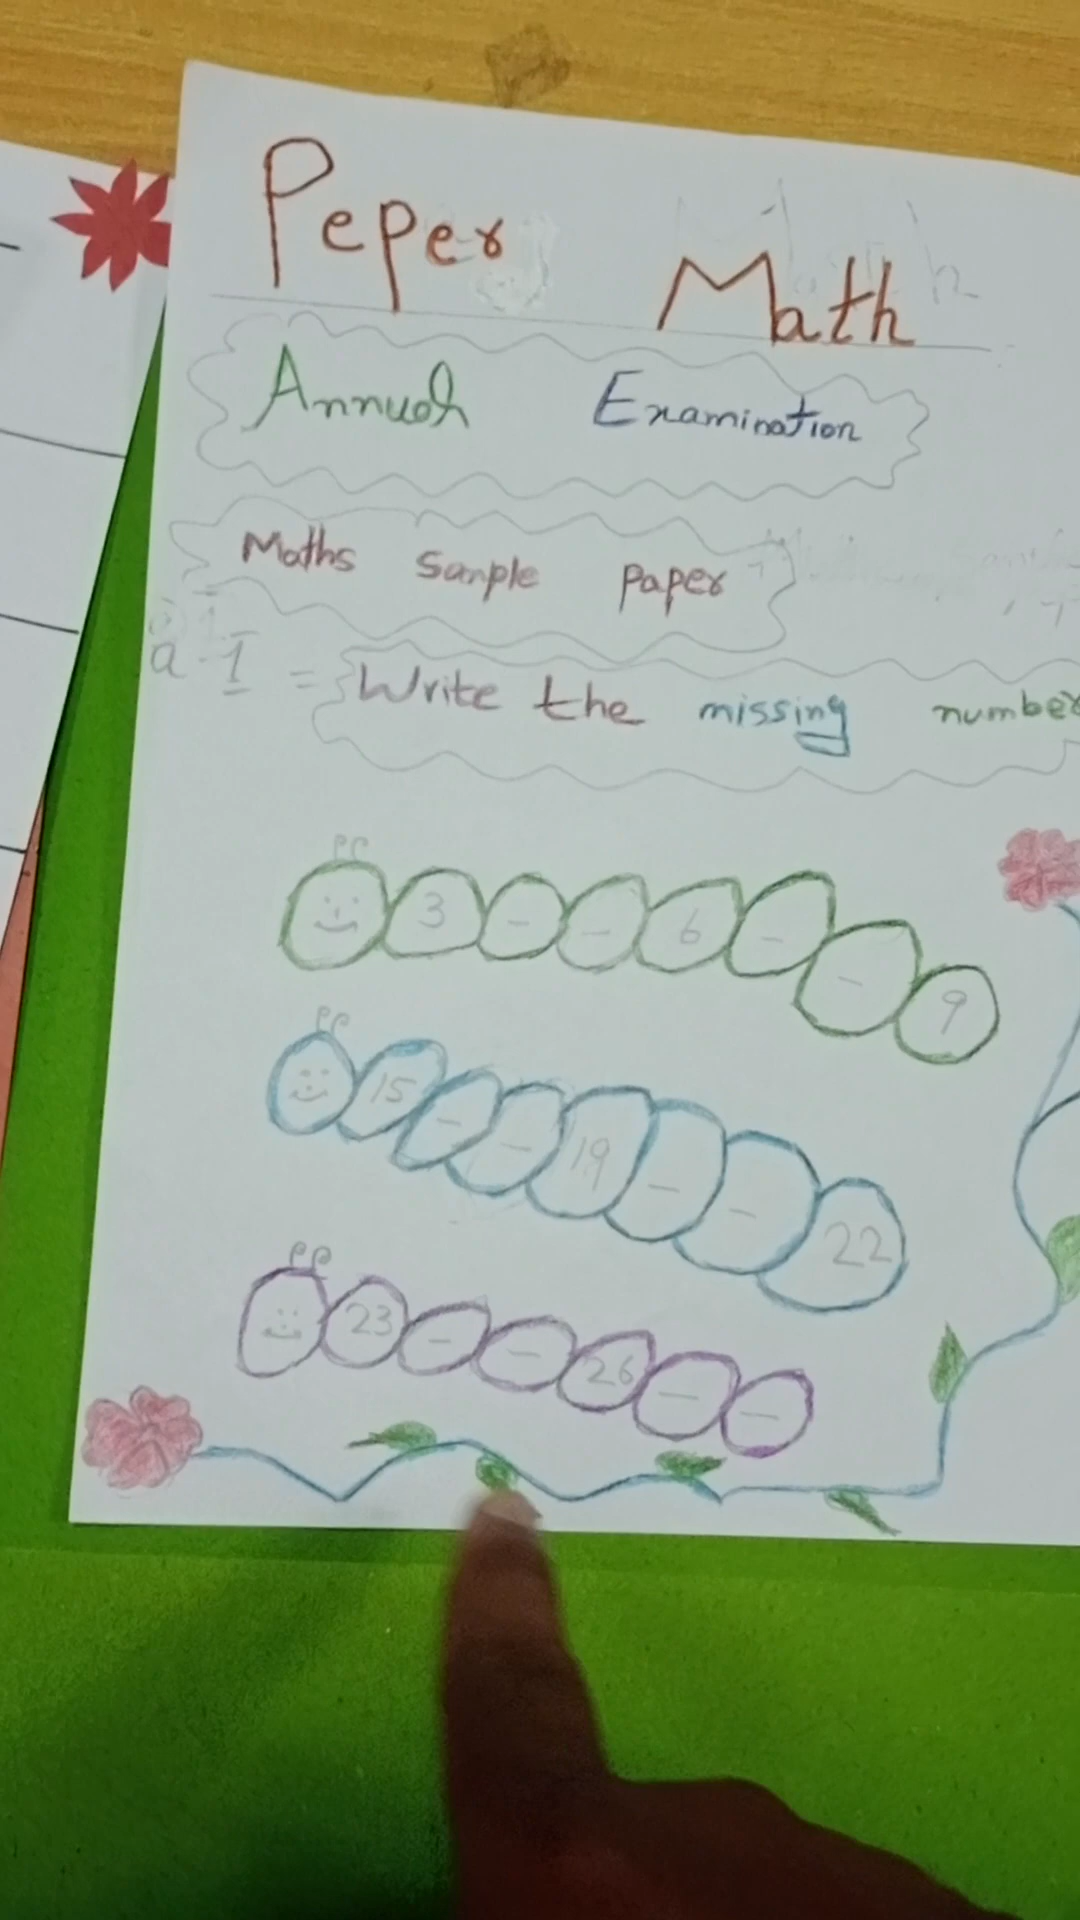 Peper Math
Annuah Examination
Maths Sample Paper
a 1 = Write the missing number
3 - - 6 - - 9
15 - - 19 - - 22
23 - - 26 - -